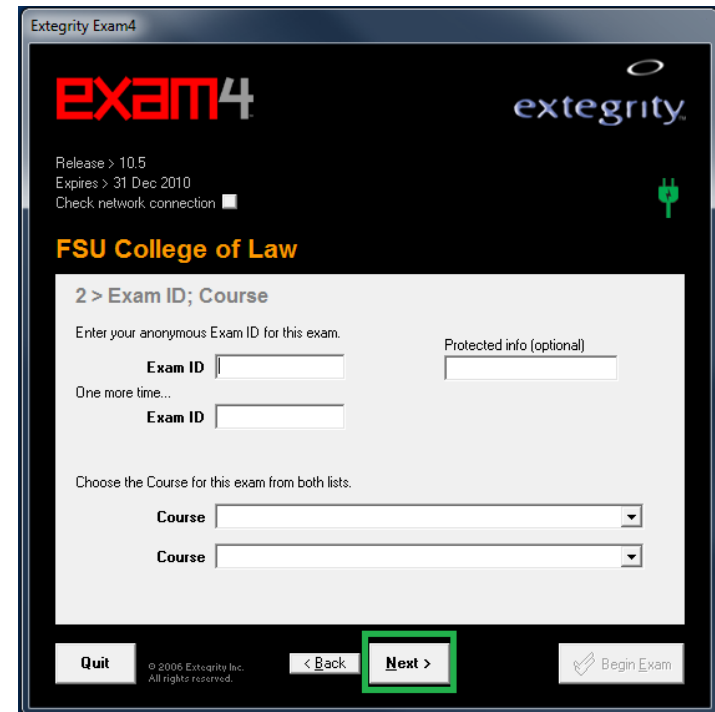 Extegrity Exam4
exam4
extegrity
Release > 10.5
Expires > 31 Dec 2010
Check network connection
FSU College of Law
2 > Exam ID; Course
Enter your anonymous Exam ID for this exam.
Protected info (optional)
Exam ID
One more time...
Exam ID
Choose the Course for this exam from both lists.
Course
Course
Quit
© 2006 Extegrity Inc.
All rights reserved.
< Back
Next >
Begin Exam